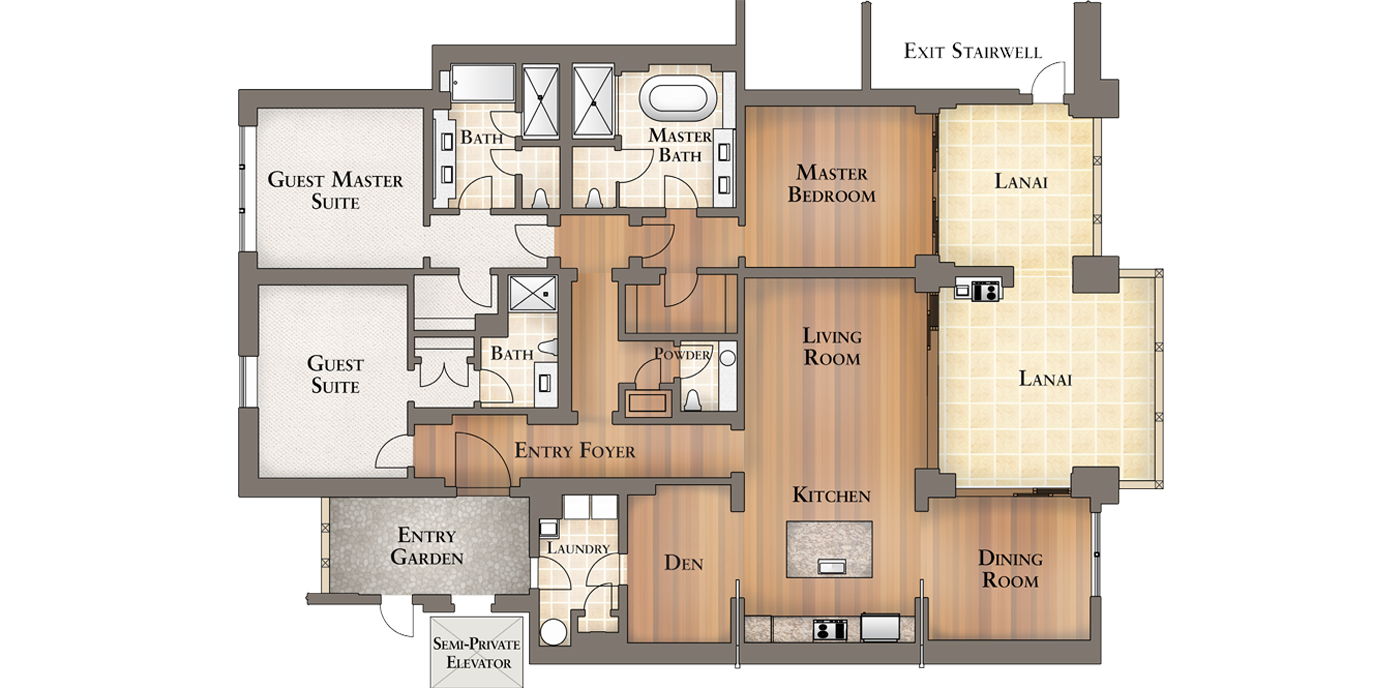 EXIT STAIRWELL
BATH
MASTER
BATH
GUEST MASTER
SUITE
MASTER
BEDROOM
LANAI
GUEST
SUITE
BATH
POWDER
LIVING
ROOM
LANAI
ENTRY FOYER
KITCHEN
ENTRY
GARDEN
LAUNDRY
DEN
DINING
ROOM
SEMI-PRIVATE
ELEVATOR